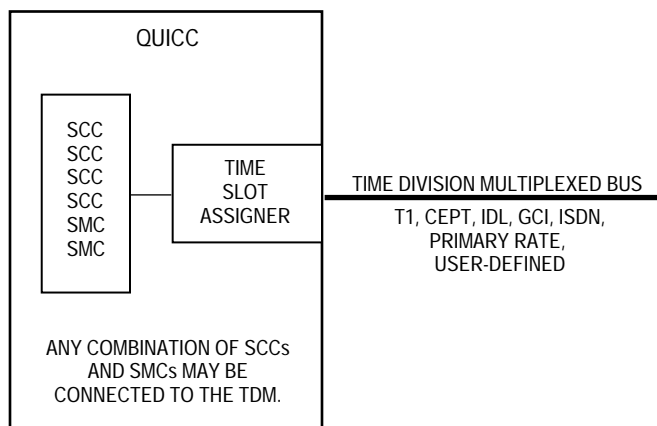 QUICC
SCC
SCC
SCC
SCC
SMC
SMC
TIME
SLOT
ASSIGNER
TIME DIVISION MULTIPLEXED BUS
T1, CEPT, IDL, GCI, ISDN,
PRIMARY RATE,
USER-DEFINED
ANY COMBINATION OF SCCs
AND SMCs MAY BE
CONNECTED TO THE TDM.